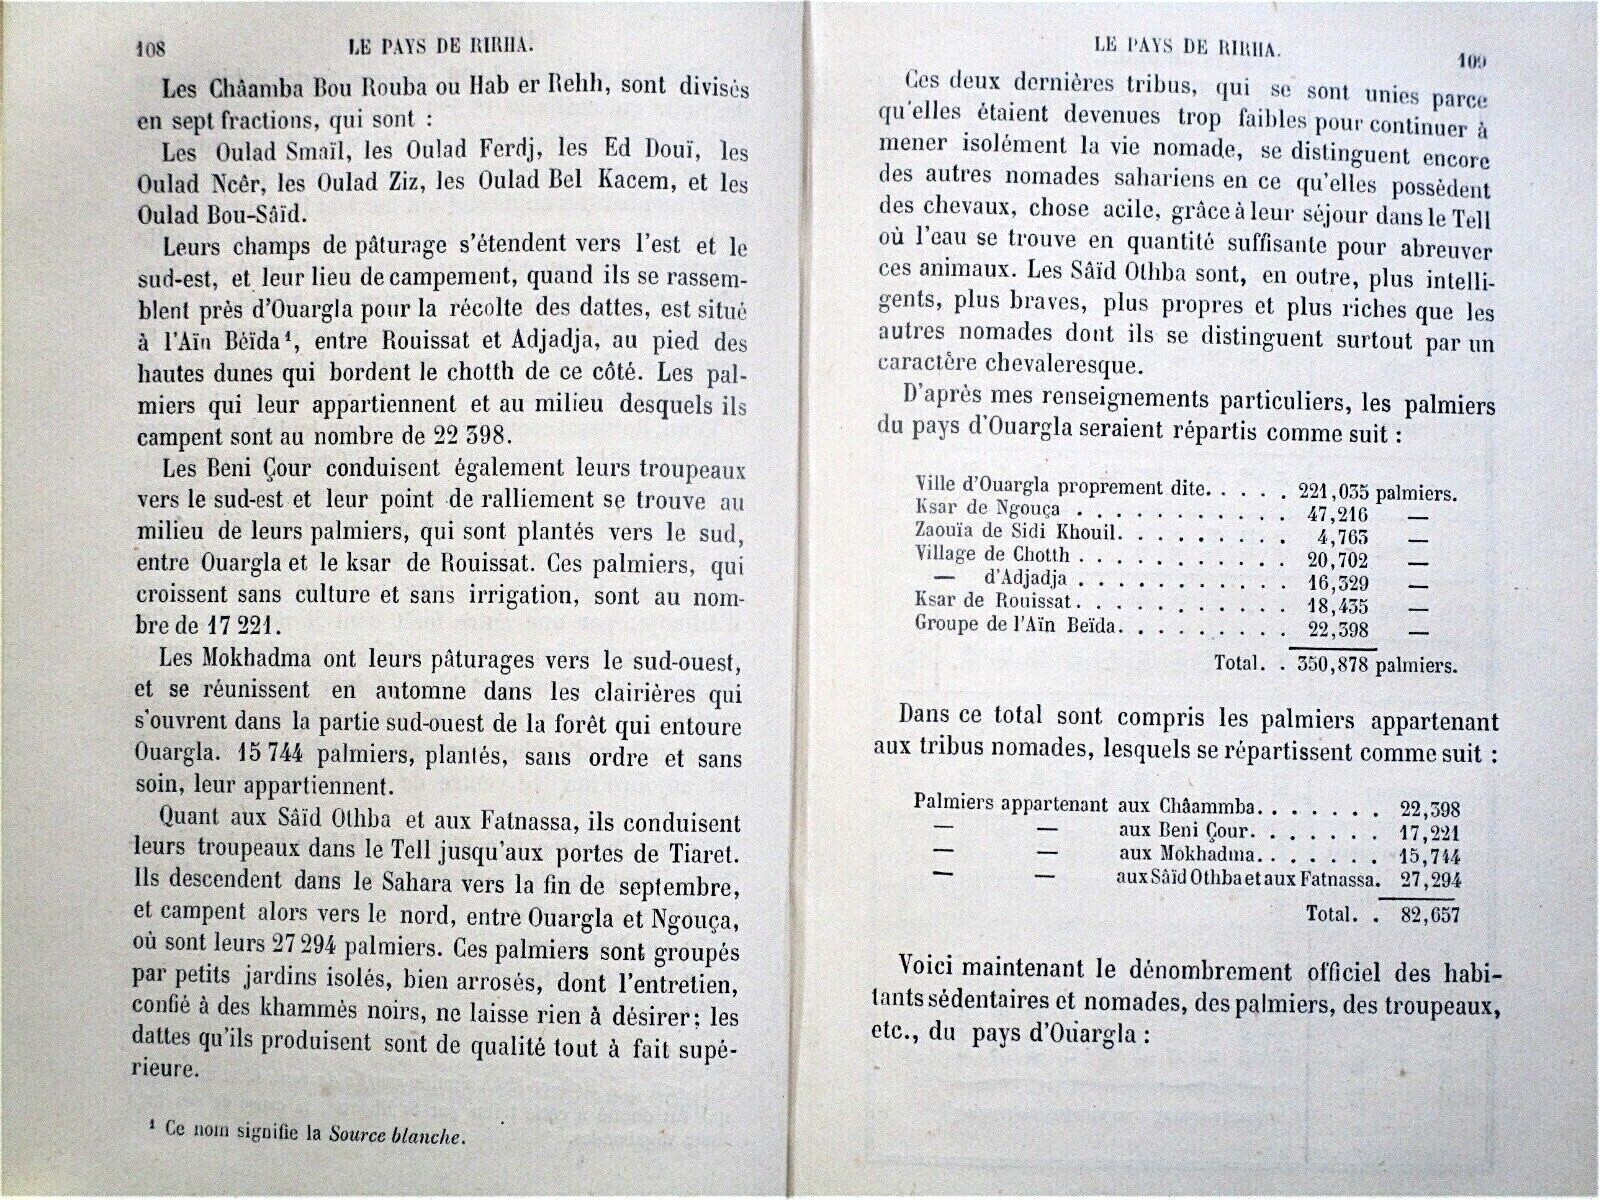 108
LE PAYS DE RIRHA.
Les Châamba Bou Rouba ou Hab er Rehh, sont divisés
en sept fractions, qui sont :
Les Oulad Smaïl, les Oulad Ferdj, les Ed Douï, les
Oulad Ncêr, les Oulad Ziz, les Oulad Bel Kacem, et les
Oulad Bou-Sâïd.
Leurs champs de pâturage s'étendent vers l'est et le
sud-est, et leur lieu de campement, quand ils se rassem-
blent près d'Ouargla pour la récolte des dattes, est situé
à l'Aïn Béïda¹, entre Rouissat et Adjadja, au pied des
hautes dunes qui bordent le chotth de ce côté. Les pal-
miers qui leur appartiennent et au milieu desquels ils
campent sont au nombre de 22 398.
Les Beni Çour conduisent également leurs troupeaux
vers le sud-est et leur point de ralliement se trouve au
milieu de leurs palmiers, qui sont plantés vers le sud,
entre Ouargla et le ksar de Rouissat. Ces palmiers, qui
croissent sans culture et sans irrigation, sont au nom-
bre de 17 221.
Les Mokhadma ont leurs pâturages vers le sud-ouest,
et se réunissent en automne dans les clairières qui
s'ouvrent dans la partie sud-ouest de la forêt qui entoure
Ouargla. 15 744 palmiers, plantés, sans ordre et sans
soin, leur appartiennent.
Quant aux Sâïd Othba et aux Fatnassa, ils conduisent
leurs troupeaux dans le Tell jusqu'aux portes de Tiaret.
Ils descendent dans le Sahara vers la fin de septembre,
et campent alors vers le nord, entre Ouargla et Ngouça,
où sont leurs 27 294 palmiers. Ces palmiers sont groupés
par petits jardins isolés, bien arrosés, dont l'entretien,
confié à des khammès noirs, ne laisse rien à désirer; les
dattes qu'ils produisent sont de qualité tout à fait supé-
rieure.
¹ Ce nom signifie la Source blanche.
LE PAYS DE RIRHA.
109
Ces deux dernières tribus, qui se sont unies parce
qu'elles étaient devenues trop faibles pour continuer à
mener isolément la vie nomade, se distinguent encore
des autres nomades sahariens en ce qu'elles possèdent
des chevaux, chose acile, grâce à leur séjour dans le Tell
où l'eau se trouve en quantité suffisante pour abreuver
ces animaux. Les Sâïd Othba sont, en outre, plus intelli-
gents, plus braves, plus propres et plus riches que les
autres nomades dont ils se distinguent surtout par un
caractère chevaleresque.
D'après mes renseignements particuliers, les palmiers
du pays d'Ouargla seraient répartis comme suit :
Ville d'Ouargla proprement dite. . . . . 221,035 palmiers.
Ksar de Ngouça . . . . . . . . . . . 47,216 —
Zaouïa de Sidi Khouil. . . . . . . . . 4,763 —
Village de Chotth . . . . . . . . . . . 20,702 —
— d'Adjadja . . . . . . . . . . . 16,329 —
Ksar de Rouissat. . . . . . . . . . . 18,435 —
Groupe de l'Aïn Beïda. . . . . . . . . 22,398 —
Total. . 350,878 palmiers.
Dans ce total sont compris les palmiers appartenant
aux tribus nomades, lesquels se répartissent comme suit :
Palmiers appartenant aux Châammba. . . . . . . 22,398
— — aux Beni Çour. . . . . . . 17,221
— — aux Mokhadma. . . . . . . 15,744
— — aux Sâïd Othba et aux Fatnassa. 27,294
Total. . 82,657
Voici maintenant le dénombrement officiel des habi-
tants sédentaires et nomades, des palmiers, des troupeaux,
etc., du pays d'Ouargla :